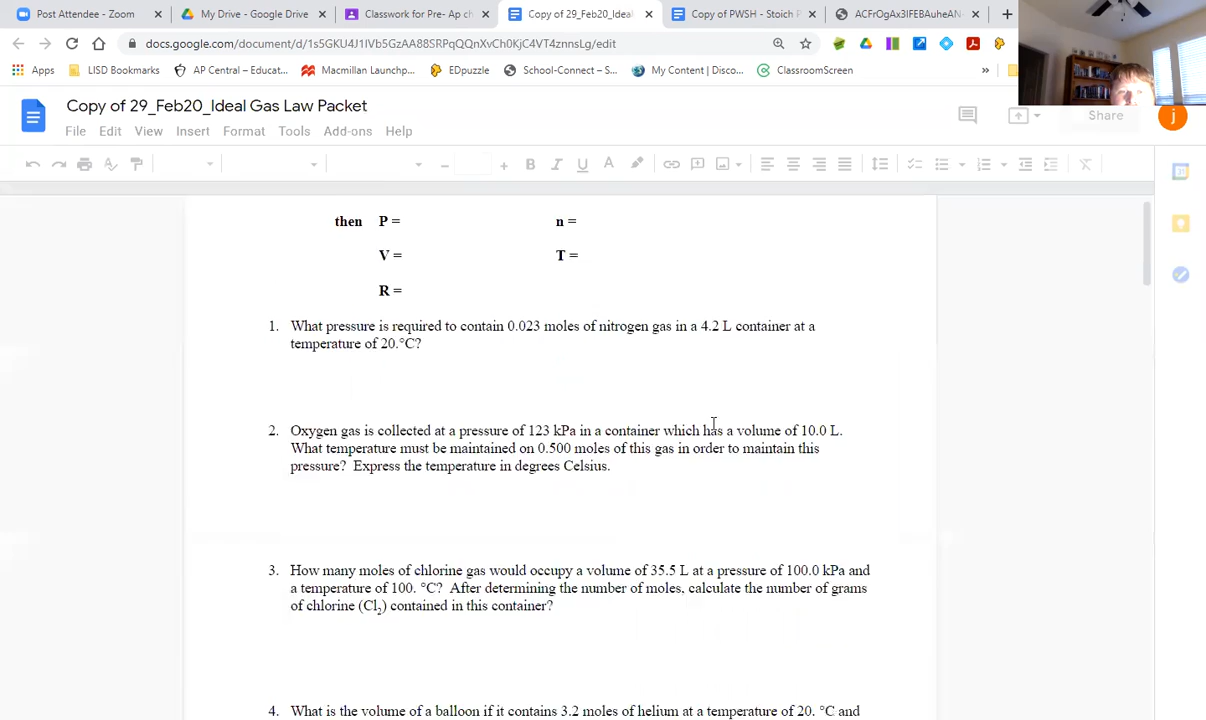 Post Attendee - Zoom
My Drive - Google Drive
Classwork for Pre- Ap ch
Copy of 29_Feb20_Ideal
Copy of PWSH - Stoich P
ACFrOgAx3IFEBAuheAN
docs.google.com/document/d/1s5GKU4J1IVb5GzAA88SRPqQQnXvCh0KjC4VT4znnsLg/edit
Apps
LISD Bookmarks
AP Central – Educat...
Macmillan Launchp...
EDpuzzle
School-Connect – S...
My Content | Disco...
ClassroomScreen
»
Copy of 29_Feb20_Ideal Gas Law Packet
File Edit View Insert Format Tools Add-ons Help
Share
j
then P = n =
V = T =
R =
1. What pressure is required to contain 0.023 moles of nitrogen gas in a 4.2 L container at a
temperature of 20.°C?
2. Oxygen gas is collected at a pressure of 123 kPa in a container which has a volume of 10.0 L.
What temperature must be maintained on 0.500 moles of this gas in order to maintain this
pressure? Express the temperature in degrees Celsius.
3. How many moles of chlorine gas would occupy a volume of 35.5 L at a pressure of 100.0 kPa and
a temperature of 100. °C? After determining the number of moles, calculate the number of grams
of chlorine (Cl₂) contained in this container?
4. What is the volume of a balloon if it contains 3.2 moles of helium at a temperature of 20. °C and